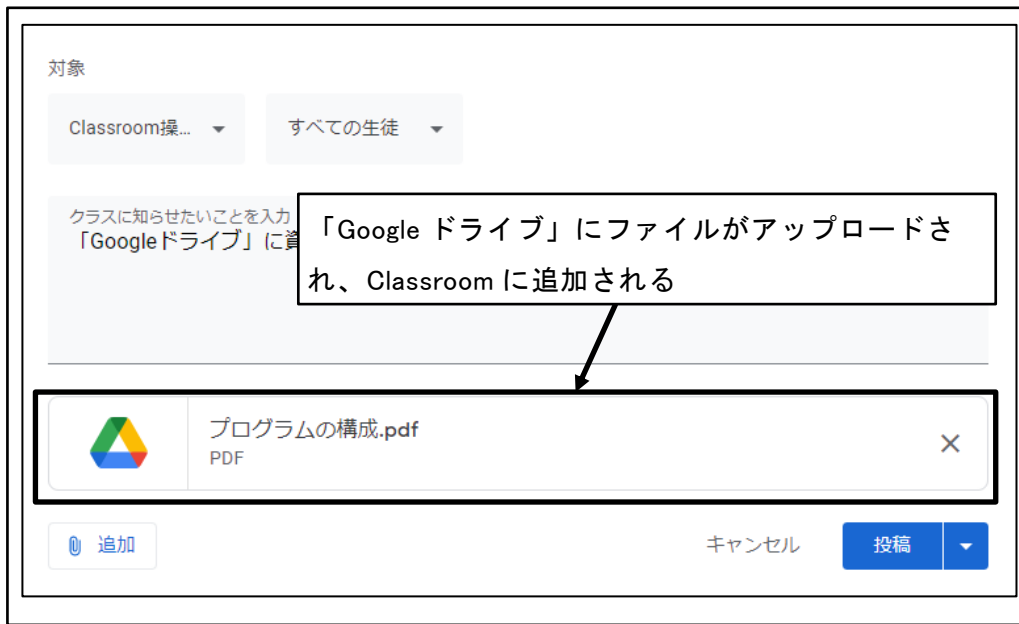 対象
Classroom操... すべての生徒
クラスに知らせたいことを入力
「Googleドライブ」に資
「Google ドライブ」にファイルがアップロードさ
れ、Classroom に追加される
プログラムの構成.pdf
PDF
追加 キャンセル 投稿